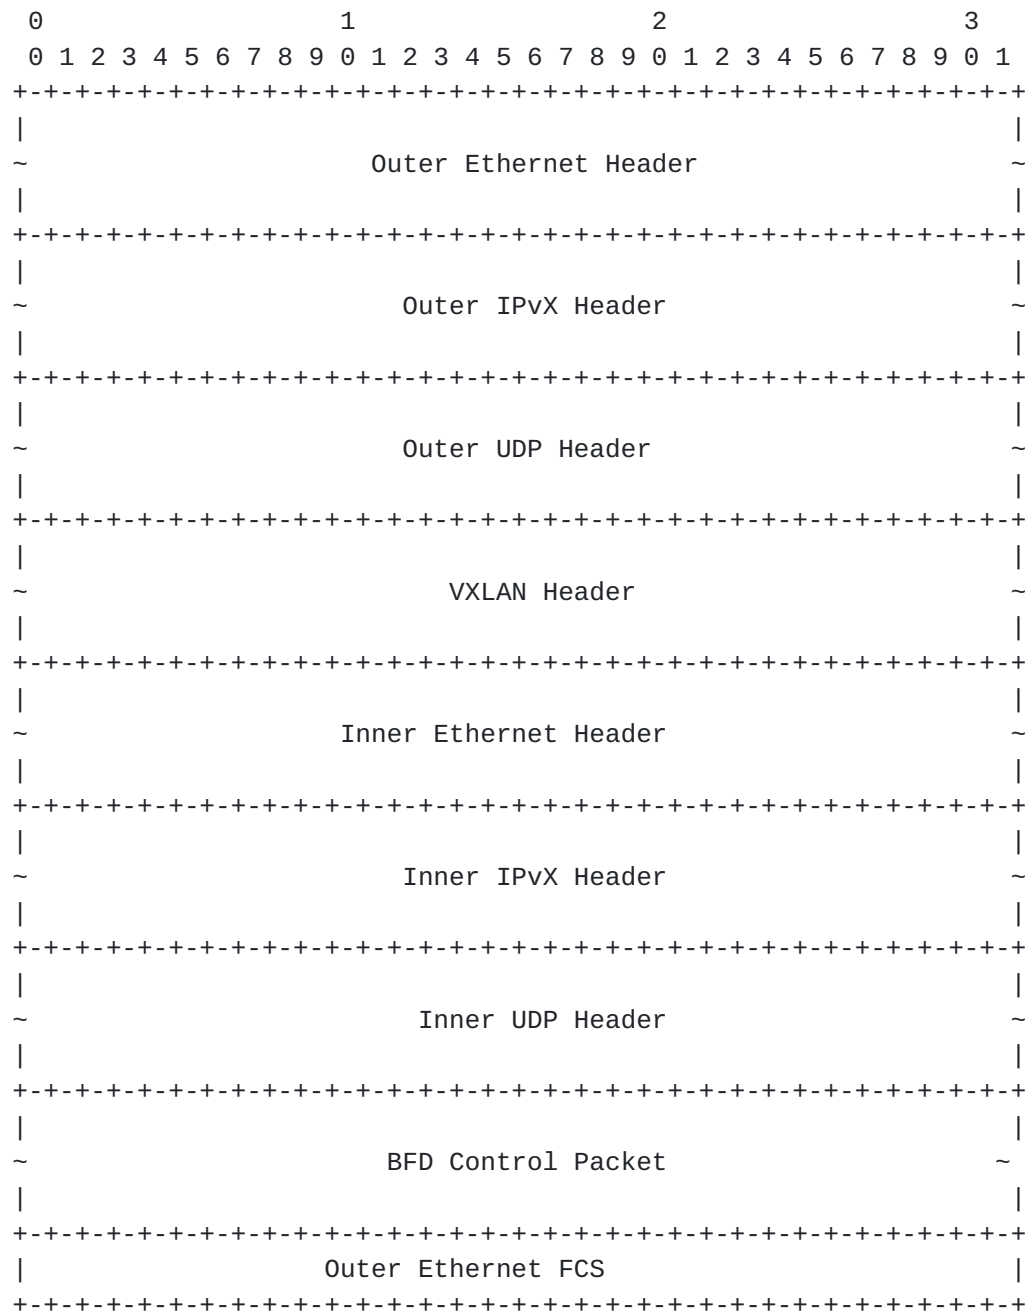 0                   1                   2                   3
 0 1 2 3 4 5 6 7 8 9 0 1 2 3 4 5 6 7 8 9 0 1 2 3 4 5 6 7 8 9 0 1
+-+-+-+-+-+-+-+-+-+-+-+-+-+-+-+-+-+-+-+-+-+-+-+-+-+-+-+-+-+-+-+-+
|                                                               |
~                      Outer Ethernet Header                    ~
|                                                               |
+-+-+-+-+-+-+-+-+-+-+-+-+-+-+-+-+-+-+-+-+-+-+-+-+-+-+-+-+-+-+-+-+
|                                                               |
~                        Outer IPvX Header                      ~
|                                                               |
+-+-+-+-+-+-+-+-+-+-+-+-+-+-+-+-+-+-+-+-+-+-+-+-+-+-+-+-+-+-+-+-+
|                                                               |
~                        Outer UDP Header                       ~
|                                                               |
+-+-+-+-+-+-+-+-+-+-+-+-+-+-+-+-+-+-+-+-+-+-+-+-+-+-+-+-+-+-+-+-+
|                                                               |
~                           VXLAN Header                        ~
|                                                               |
+-+-+-+-+-+-+-+-+-+-+-+-+-+-+-+-+-+-+-+-+-+-+-+-+-+-+-+-+-+-+-+-+
|                                                               |
~                    Inner Ethernet Header                      ~
|                                                               |
+-+-+-+-+-+-+-+-+-+-+-+-+-+-+-+-+-+-+-+-+-+-+-+-+-+-+-+-+-+-+-+-+
|                                                               |
~                        Inner IPvX Header                      ~
|                                                               |
+-+-+-+-+-+-+-+-+-+-+-+-+-+-+-+-+-+-+-+-+-+-+-+-+-+-+-+-+-+-+-+-+
|                                                               |
~                         Inner UDP Header                      ~
|                                                               |
+-+-+-+-+-+-+-+-+-+-+-+-+-+-+-+-+-+-+-+-+-+-+-+-+-+-+-+-+-+-+-+-+
|                                                               |
~                       BFD Control Packet                     ~
|                                                               |
+-+-+-+-+-+-+-+-+-+-+-+-+-+-+-+-+-+-+-+-+-+-+-+-+-+-+-+-+-+-+-+-+
|                   Outer Ethernet FCS                          |
+-+-+-+-+-+-+-+-+-+-+-+-+-+-+-+-+-+-+-+-+-+-+-+-+-+-+-+-+-+-+-+-+